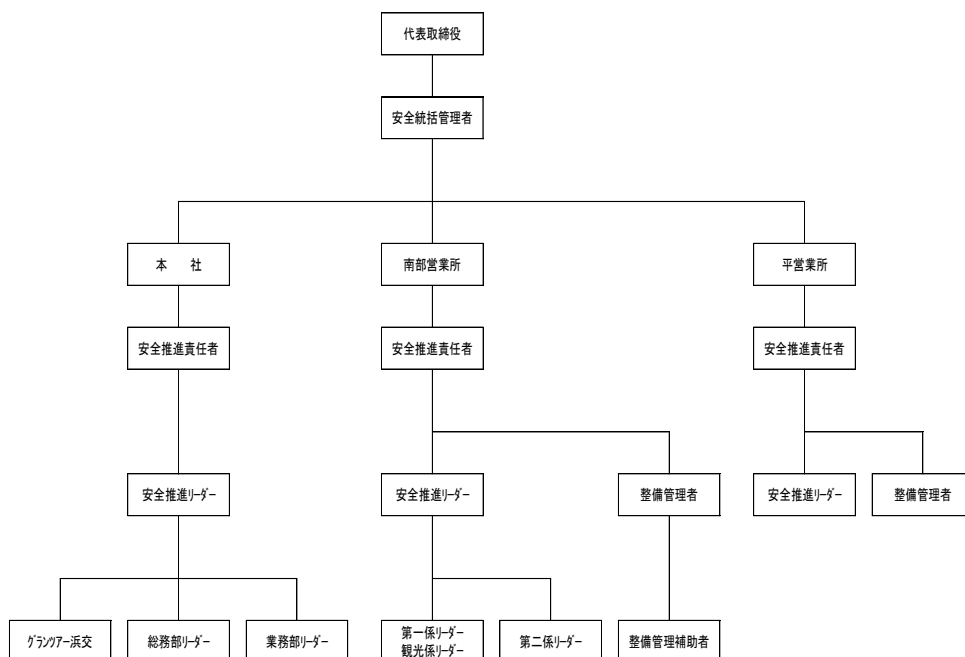 代表取締役
安全統括管理者
本　社
南部営業所
平営業所
安全推進責任者
安全推進責任者
安全推進責任者
安全推進ﾘｰﾀﾞｰ
安全推進ﾘｰﾀﾞｰ
整備管理者
安全推進ﾘｰﾀﾞｰ
整備管理者
ｸﾞﾗﾝﾂｱｰ浜交
総務部ﾘｰﾀﾞｰ
業務部ﾘｰﾀﾞｰ
第一係ﾘｰﾀﾞｰ
観光係ﾘｰﾀﾞｰ
第二係ﾘｰﾀﾞｰ
整備管理補助者